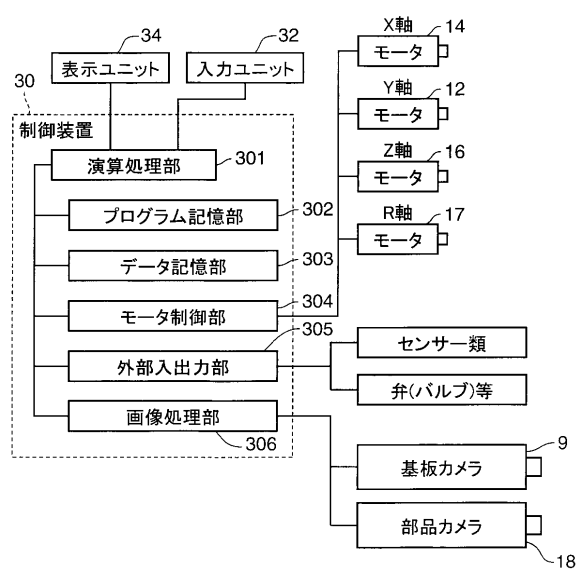 34
32
表示ユニット
入力ユニット
30
制御装置
演算処理部
301
プログラム記憶部
302
データ記憶部
303
モータ制御部
304
外部入出力部
305
画像処理部
306
X軸
14
モータ
Y軸
12
モータ
Z軸
16
モータ
R軸
17
モータ
センサー類
弁(バルブ)等
9
基板カメラ
部品カメラ
18